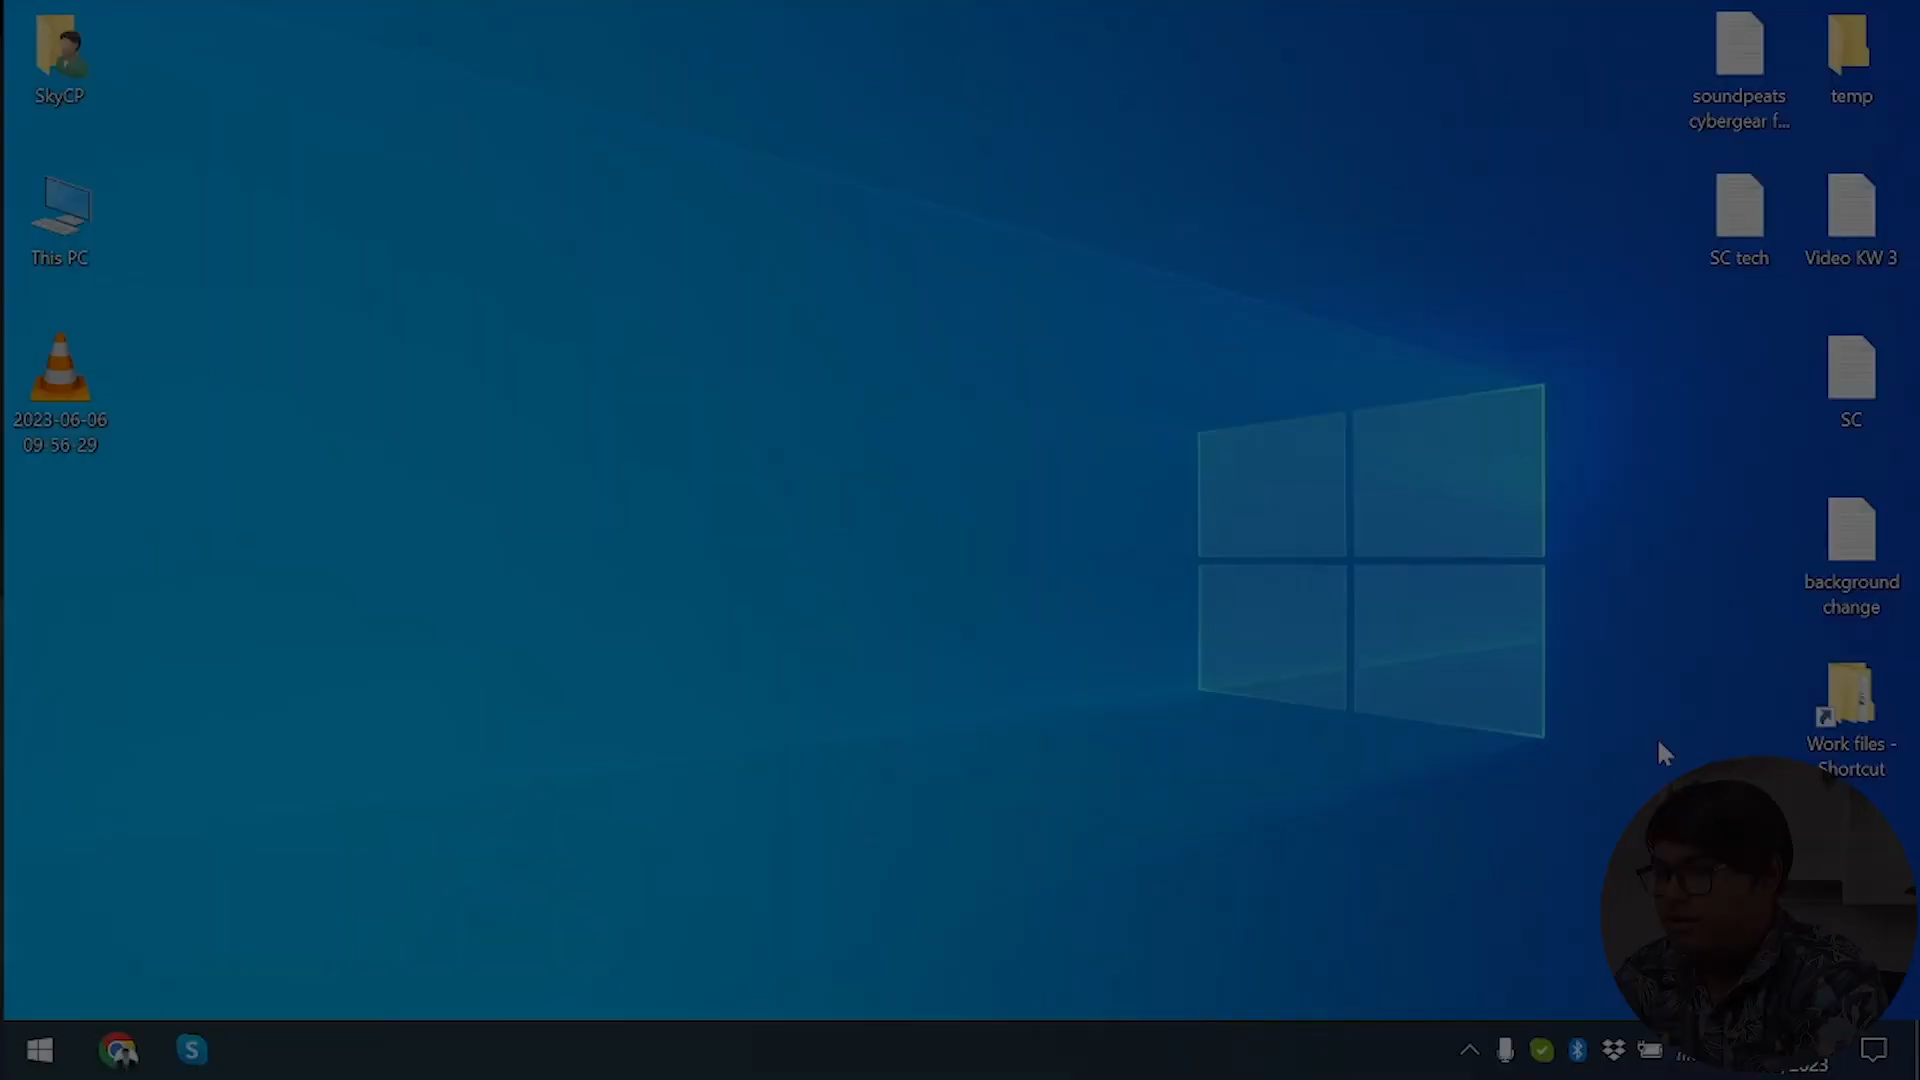 SkyCP
This PC
2023-06-06
09-56-29
soundpeats
cybergear f...
temp
SC tech
Video KW 3
SC
background
change
Work files -
Shortcut
S
2023